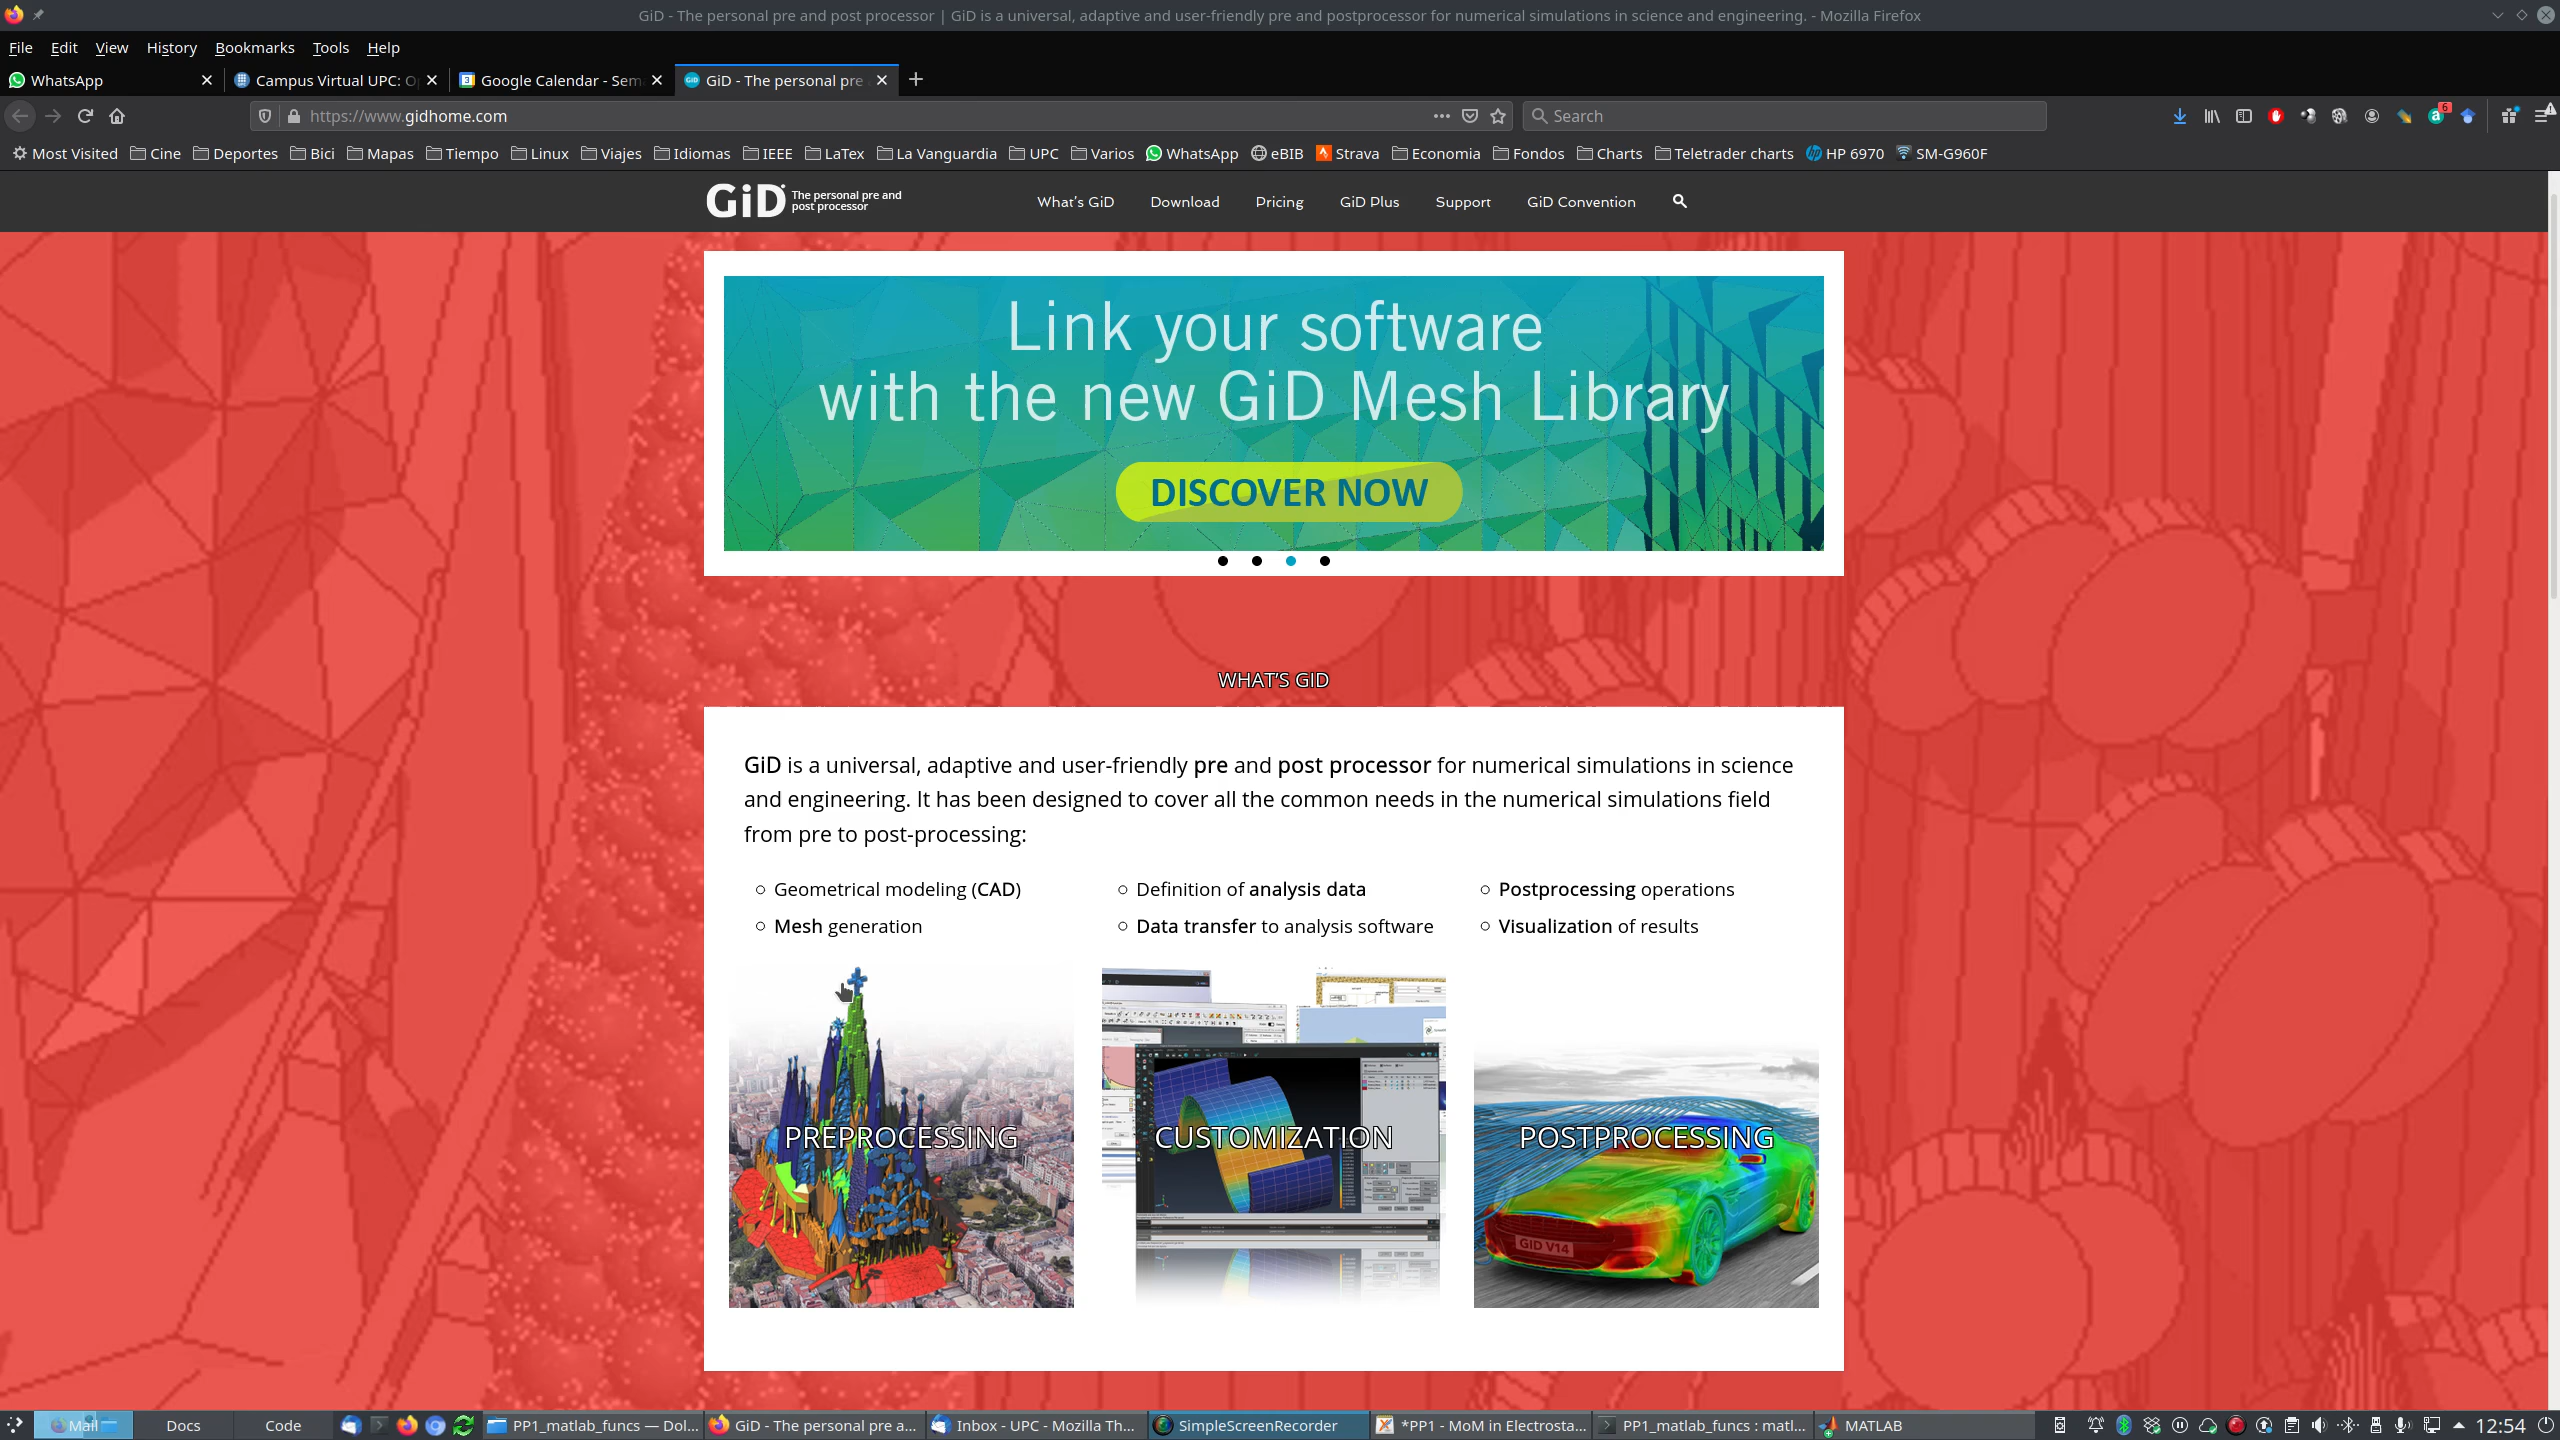 GiD - The personal pre and post processor | GiD is a universal, adaptive and user-friendly pre and postprocessor for numerical simulations in science and engineering. - Mozilla Firefox
File Edit View History Bookmarks Tools Help
WhatsApp Campus Virtual UPC: O Google Calendar - Sem GiD - The personal pre
https://www.gidhome.com Search 6
Most Visited Cine Deportes Bici Mapas Tiempo Linux Viajes Idiomas IEEE LaTex La Vanguardia UPC Varios WhatsApp eBIB Strava Economia Fondos Charts Teletrader charts HP 6970 SM-G960F
GiD The personal pre and
post processor
What's GiD Download Pricing GiD Plus Support GiD Convention
Link your software
with the new GiD Mesh Library
DISCOVER NOW
WHAT'S GID
GiD is a universal, adaptive and user-friendly pre and post processor for numerical simulations in science
and engineering. It has been designed to cover all the common needs in the numerical simulations field
from pre to post-processing:
Geometrical modeling (CAD)
Mesh generation
Definition of analysis data
Data transfer to analysis software
Postprocessing operations
Visualization of results
PREPROCESSING
CUSTOMIZATION
POSTPROCESSING
GID V14
Mail Docs Code PP1_matlab_funcs — Dol... GiD - The personal pre a... Inbox - UPC - Mozilla Th... SimpleScreenRecorder *PP1 - MoM in Electrosta... PP1_matlab_funcs : matl... MATLAB 12:54